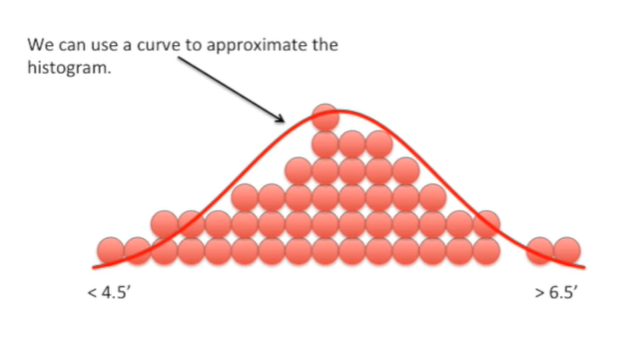 We can use a curve to approximate the
histogram.
< 4.5′
> 6.5′